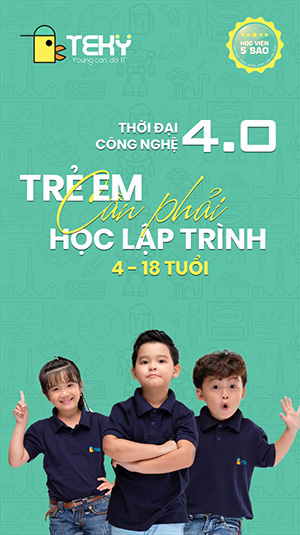 TEKY
Young can do IT
HỌC VIỆN
5 SAO
THỜI ĐẠI
CÔNG NGHỆ 4.0
TRẺ EM
Cần phải
HỌC LẬP TRÌNH
4 - 18 TUỔI